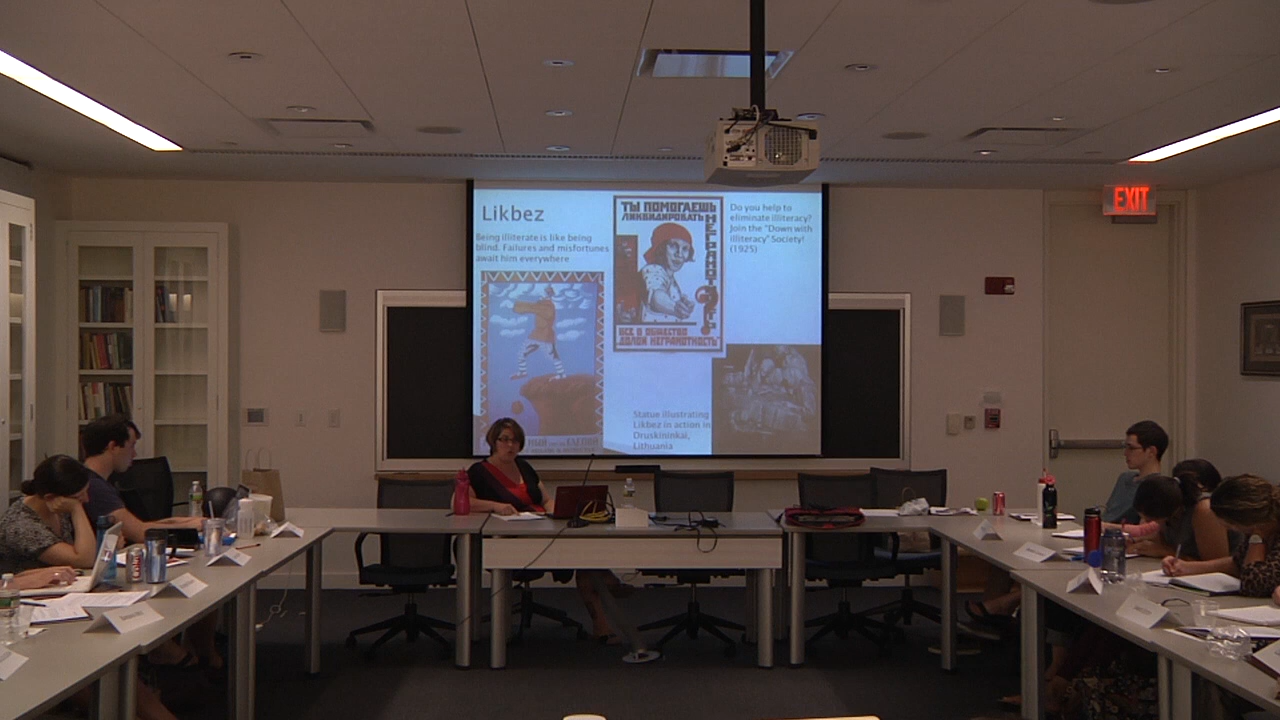 Likbez
Being illiterate is like being
blind. Failures and misfortunes
await him everywhere
ТЫ ПОМОГАЕШЬ
ЛИКВИДИРОВАТЬ
НЕГРАМОТНОСТЬ?
ВСЕ В ОБЩЕСТВО
"ДОЛОЙ НЕГРАМОТНОСТЬ"
Do you help to
eliminate illiteracy?
Join the "Down with
illiteracy" Society!
(1925)
Statue illustrating
Likbez in action in
Druskininkai,
Lithuania
EXIT